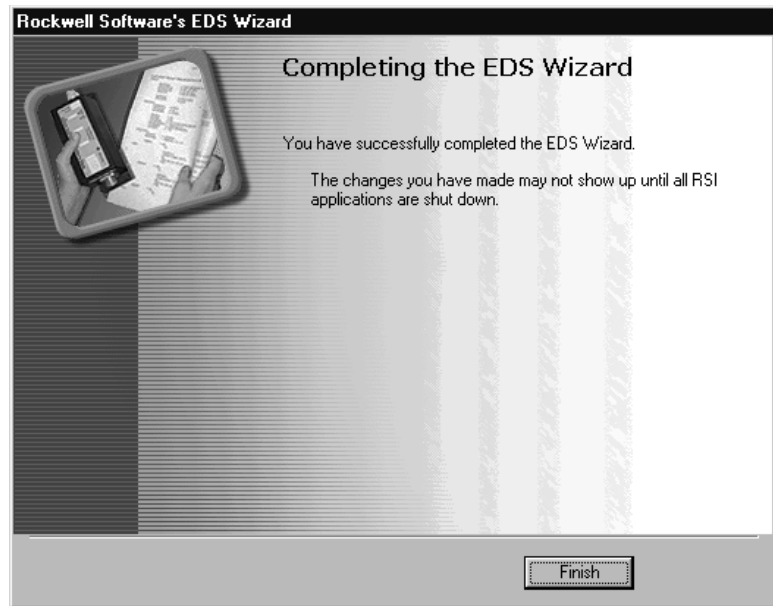 Rockwell Software's EDS Wizard
Completing the EDS Wizard
You have successfully completed the EDS Wizard.
The changes you have made may not show up until all RSI
applications are shut down.
Finish